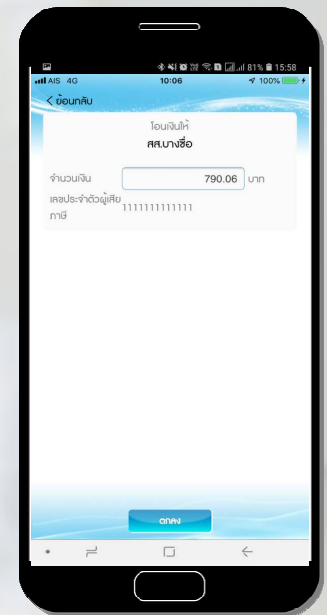 81% 15:58
AIS 4G 10:06 100%
ย้อนกลับ
โอนเงินให้
สส.บางซื่อ
จำนวนเงิน 790.06 บาท
เลขประจำตัวผู้เสีย
ภาษี 1111111111111
ตกลง